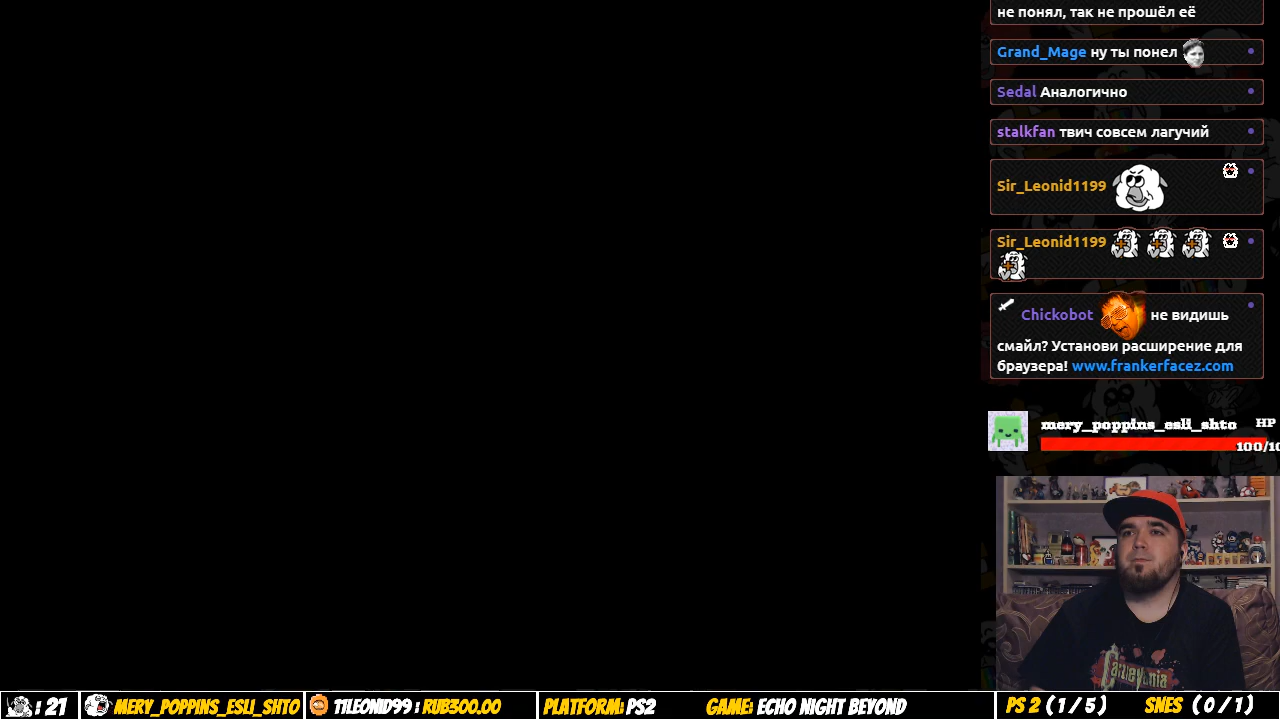 не понял, так не прошёл её
Grand_Mage ну ты понел
Sedal Аналогично
stalkfan твич совсем лагучий
Sir_Leonid1199
Sir_Leonid1199
Chickobot не видишь
смайл? Установи расширение для
браузера! www.frankerfacez.com
mery_poppins_esli_shto HP
100/10
Castlevania
: 21 MERY_POPPINS_ESLI_SHTO 11LEONID99 : RUB300.00 PLATFORM: PS2 GAME: ECHO NIGHT BEYOND PS 2 (1/5) SNES (0/1)